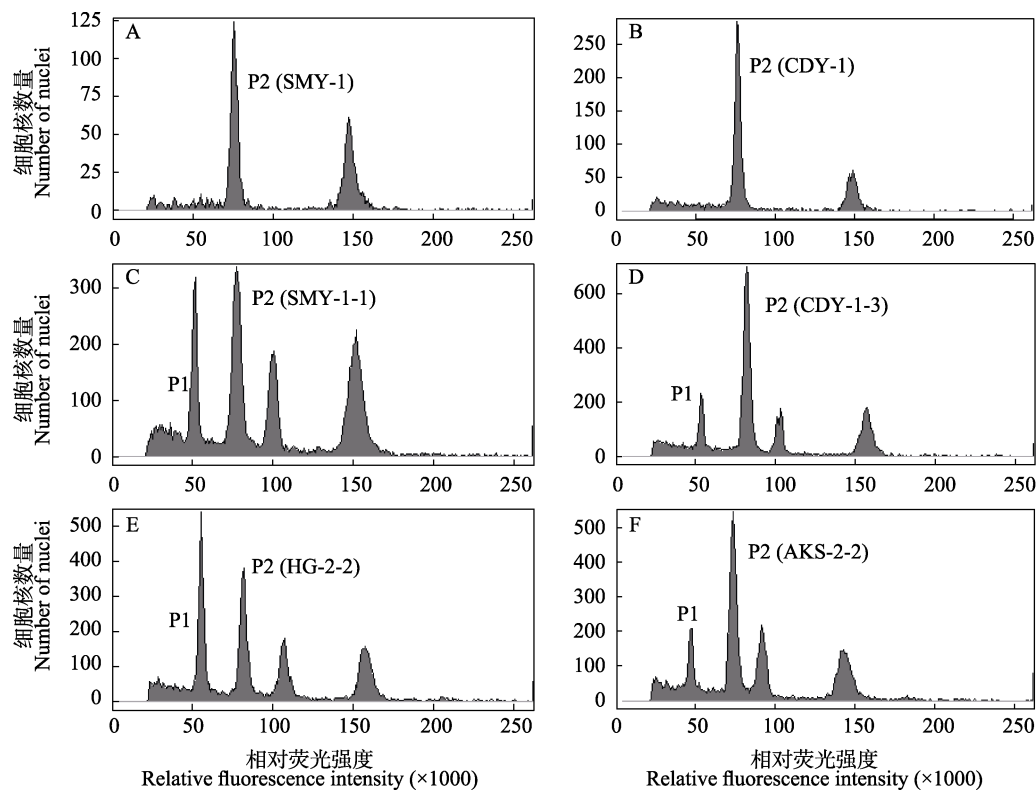 A
P2 (SMY-1)
125
100
75
50
25
0
0 50 100 150 200 250
细胞核数量
Number of nuclei
B
P2 (CDY-1)
250
200
150
100
50
0
0 50 100 150 200 250
C
P2 (SMY-1-1)
P1
300
200
100
0
0 50 100 150 200 250
细胞核数量
Number of nuclei
D
P2 (CDY-1-3)
P1
600
400
200
0
0 50 100 150 200 250
E
P2 (HG-2-2)
P1
500
400
300
200
100
0
0 50 100 150 200 250
细胞核数量
Number of nuclei
相对荧光强度
Relative fluorescence intensity (×1000)
F
P2 (AKS-2-2)
P1
500
400
300
200
100
0
0 50 100 150 200 250
相对荧光强度
Relative fluorescence intensity (×1000)